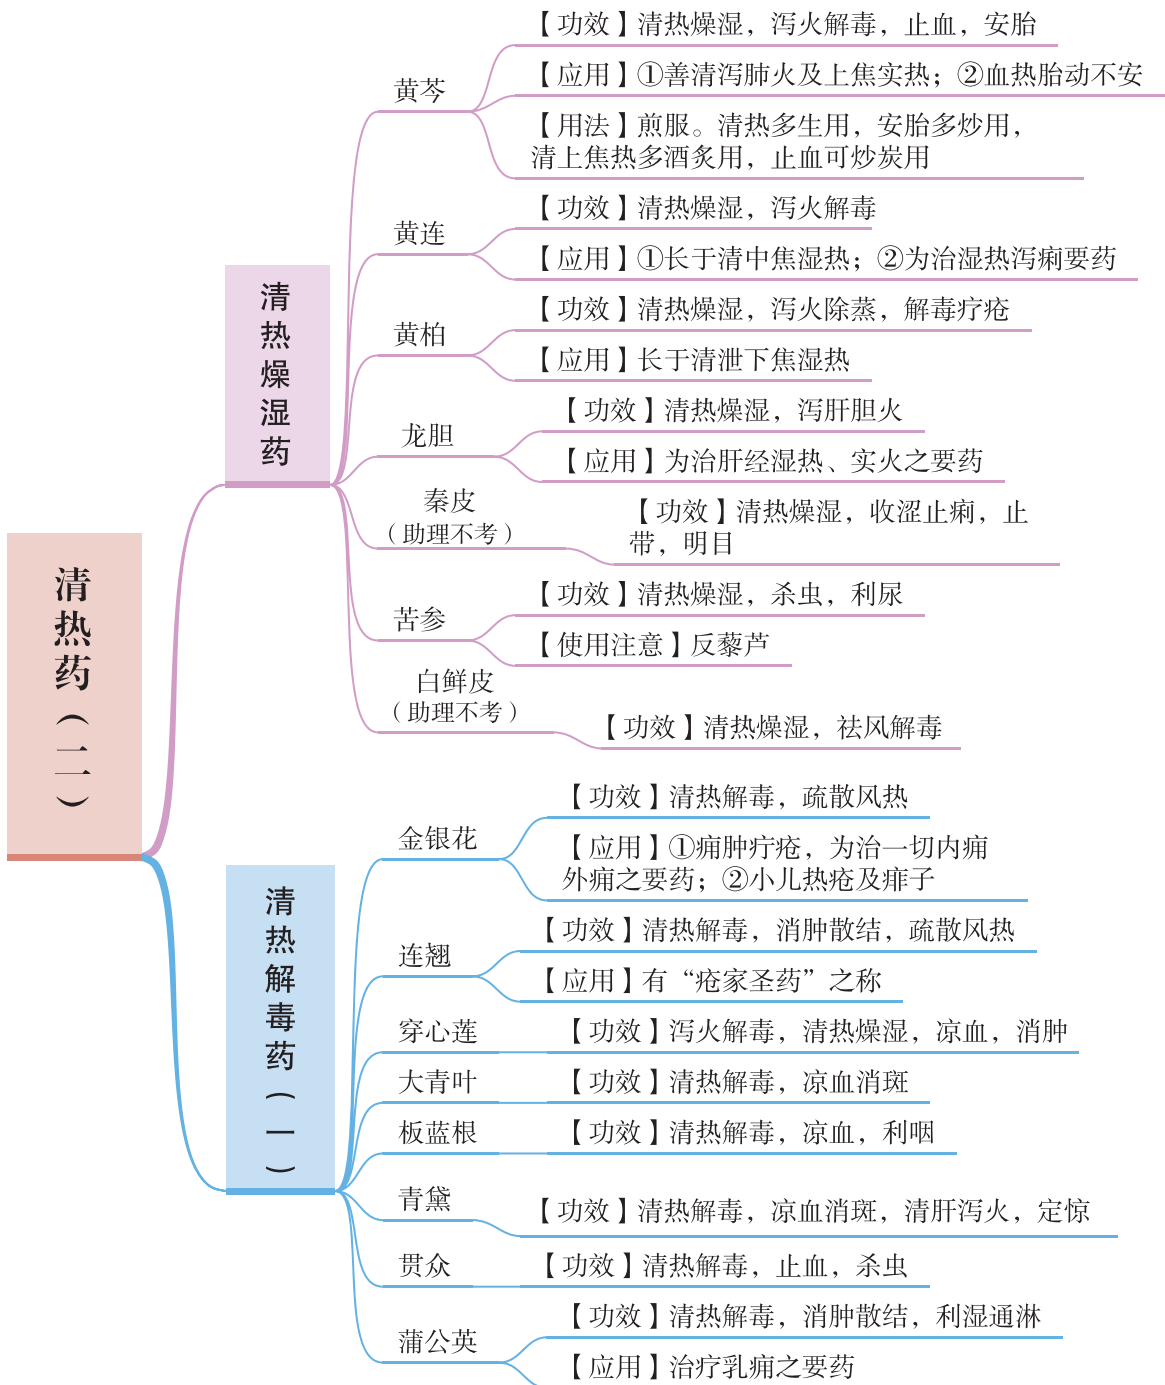 清热药（二）
清热燥湿药
黄芩
【功效】清热燥湿，泻火解毒，止血，安胎
【应用】①善清泻肺火及上焦实热；②血热胎动不安
【用法】煎服。清热多生用，安胎多炒用，
清上焦热多酒炙用，止血可炒炭用
黄连
【功效】清热燥湿，泻火解毒
【应用】①长于清中焦湿热；②为治湿热泻痢要药
黄柏
【功效】清热燥湿，泻火除蒸，解毒疗疮
【应用】长于清泄下焦湿热
龙胆
【功效】清热燥湿，泻肝胆火
【应用】为治肝经湿热、实火之要药
秦皮
（助理不考）
【功效】清热燥湿，收涩止痢，止
带，明目
苦参
【功效】清热燥湿，杀虫，利尿
【使用注意】反藜芦
白鲜皮
（助理不考）
【功效】清热燥湿，祛风解毒
清热解毒药（一）
金银花
【功效】清热解毒，疏散风热
【应用】①痈肿疔疮，为治一切内痈
外痈之要药；②小儿热疮及痱子
连翘
【功效】清热解毒，消肿散结，疏散风热
【应用】有“疮家圣药”之称
穿心莲
【功效】泻火解毒，清热燥湿，凉血，消肿
大青叶
【功效】清热解毒，凉血消斑
板蓝根
【功效】清热解毒，凉血，利咽
青黛
【功效】清热解毒，凉血消斑，清肝泻火，定惊
贯众
【功效】清热解毒，止血，杀虫
蒲公英
【功效】清热解毒，消肿散结，利湿通淋
【应用】治疗乳痈之要药